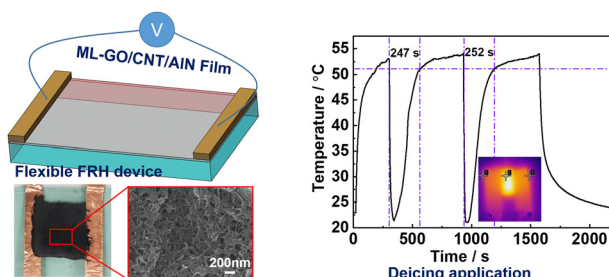 V
ML-GO/CNT/AlN Film
Flexible FRH device
200nm
Temperature / °C
55
50
45
40
35
30
25
20
247 s
252 s
0
500
1000
1500
2000
Time / s
Deicing application